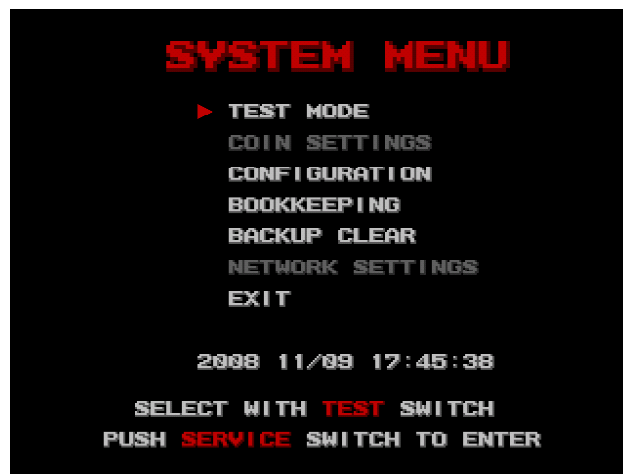 SYSTEM MENU
▶ TEST MODE
COIN SETTINGS
CONFIGURATION
BOOKKEEPING
BACKUP CLEAR
NETWORK SETTINGS
EXIT
2008 11/09 17:45:38
SELECT WITH TEST SWITCH
PUSH SERVICE SWITCH TO ENTER